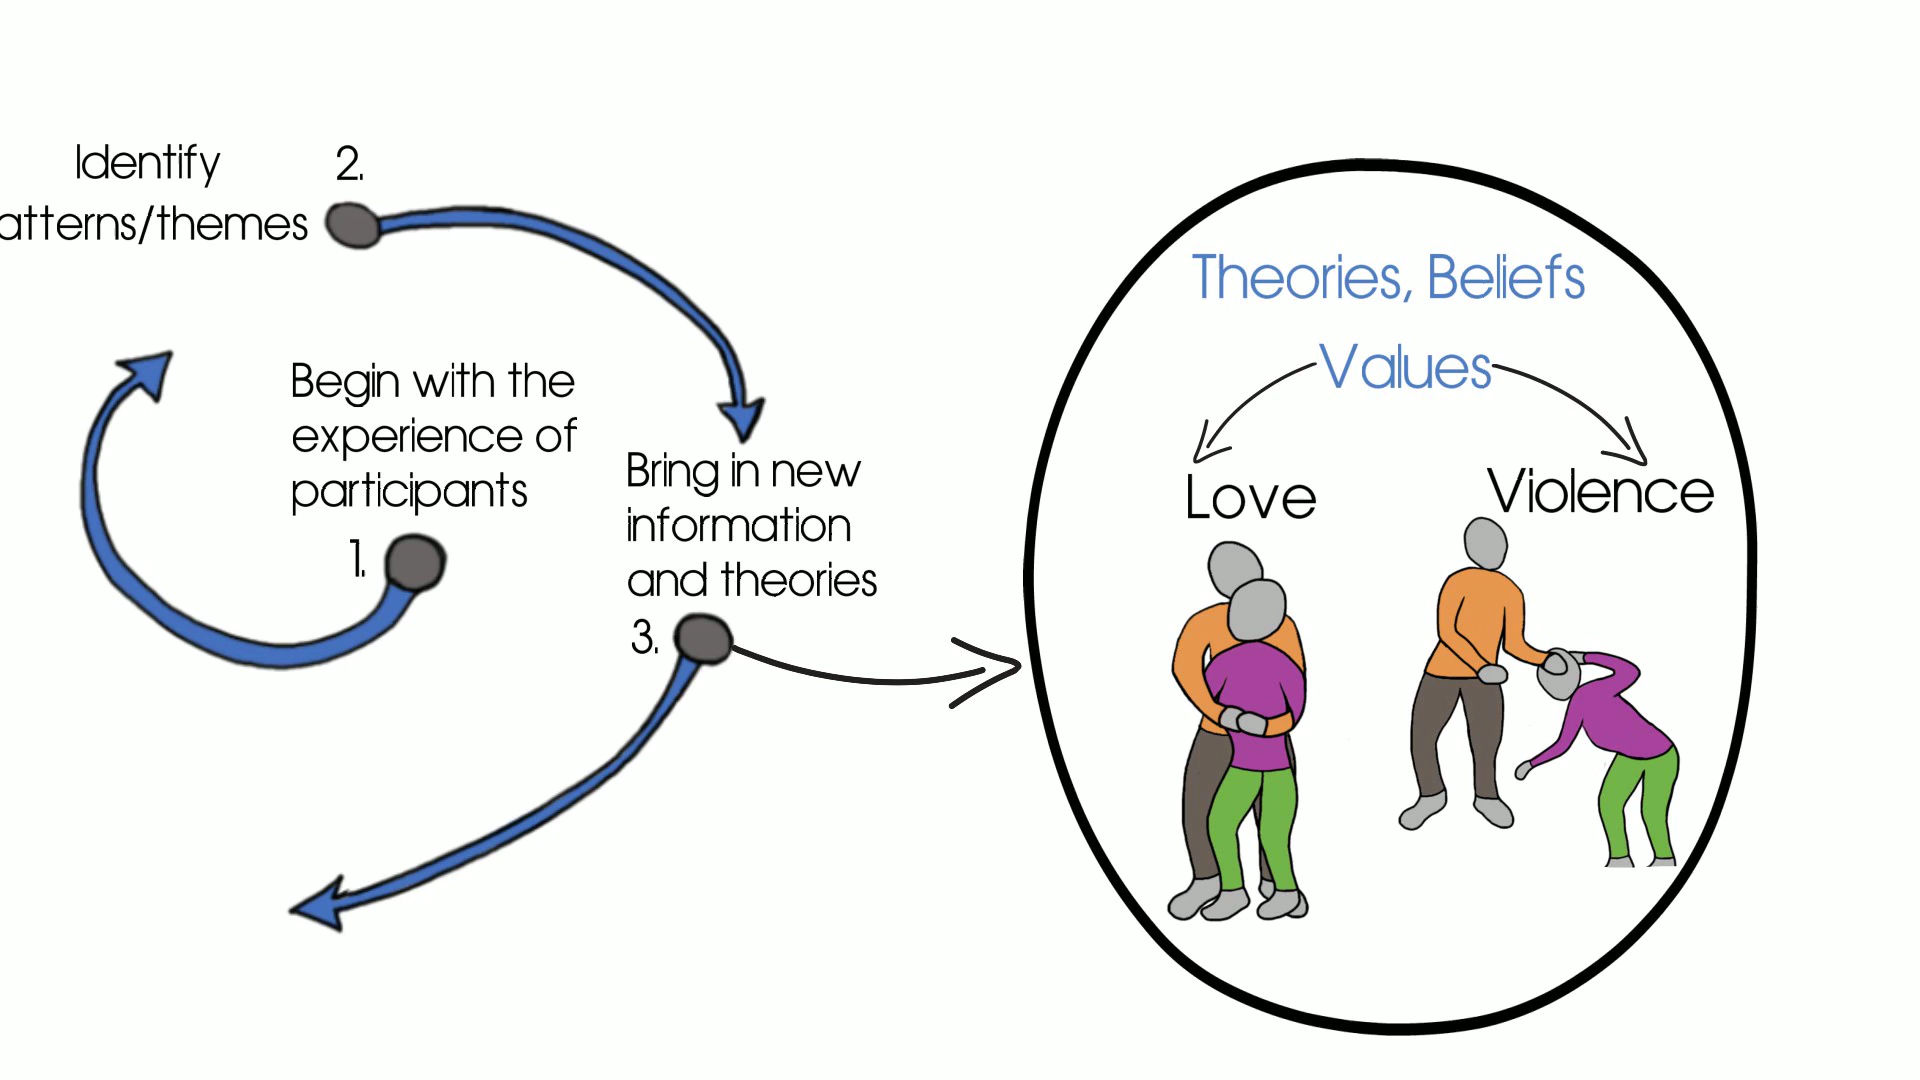 Identify
atterns/themes
2.
Begin with the
experience of
participants
1.
Bring in new
information
and theories
3.
Theories, Beliefs
Values
Love
Violence